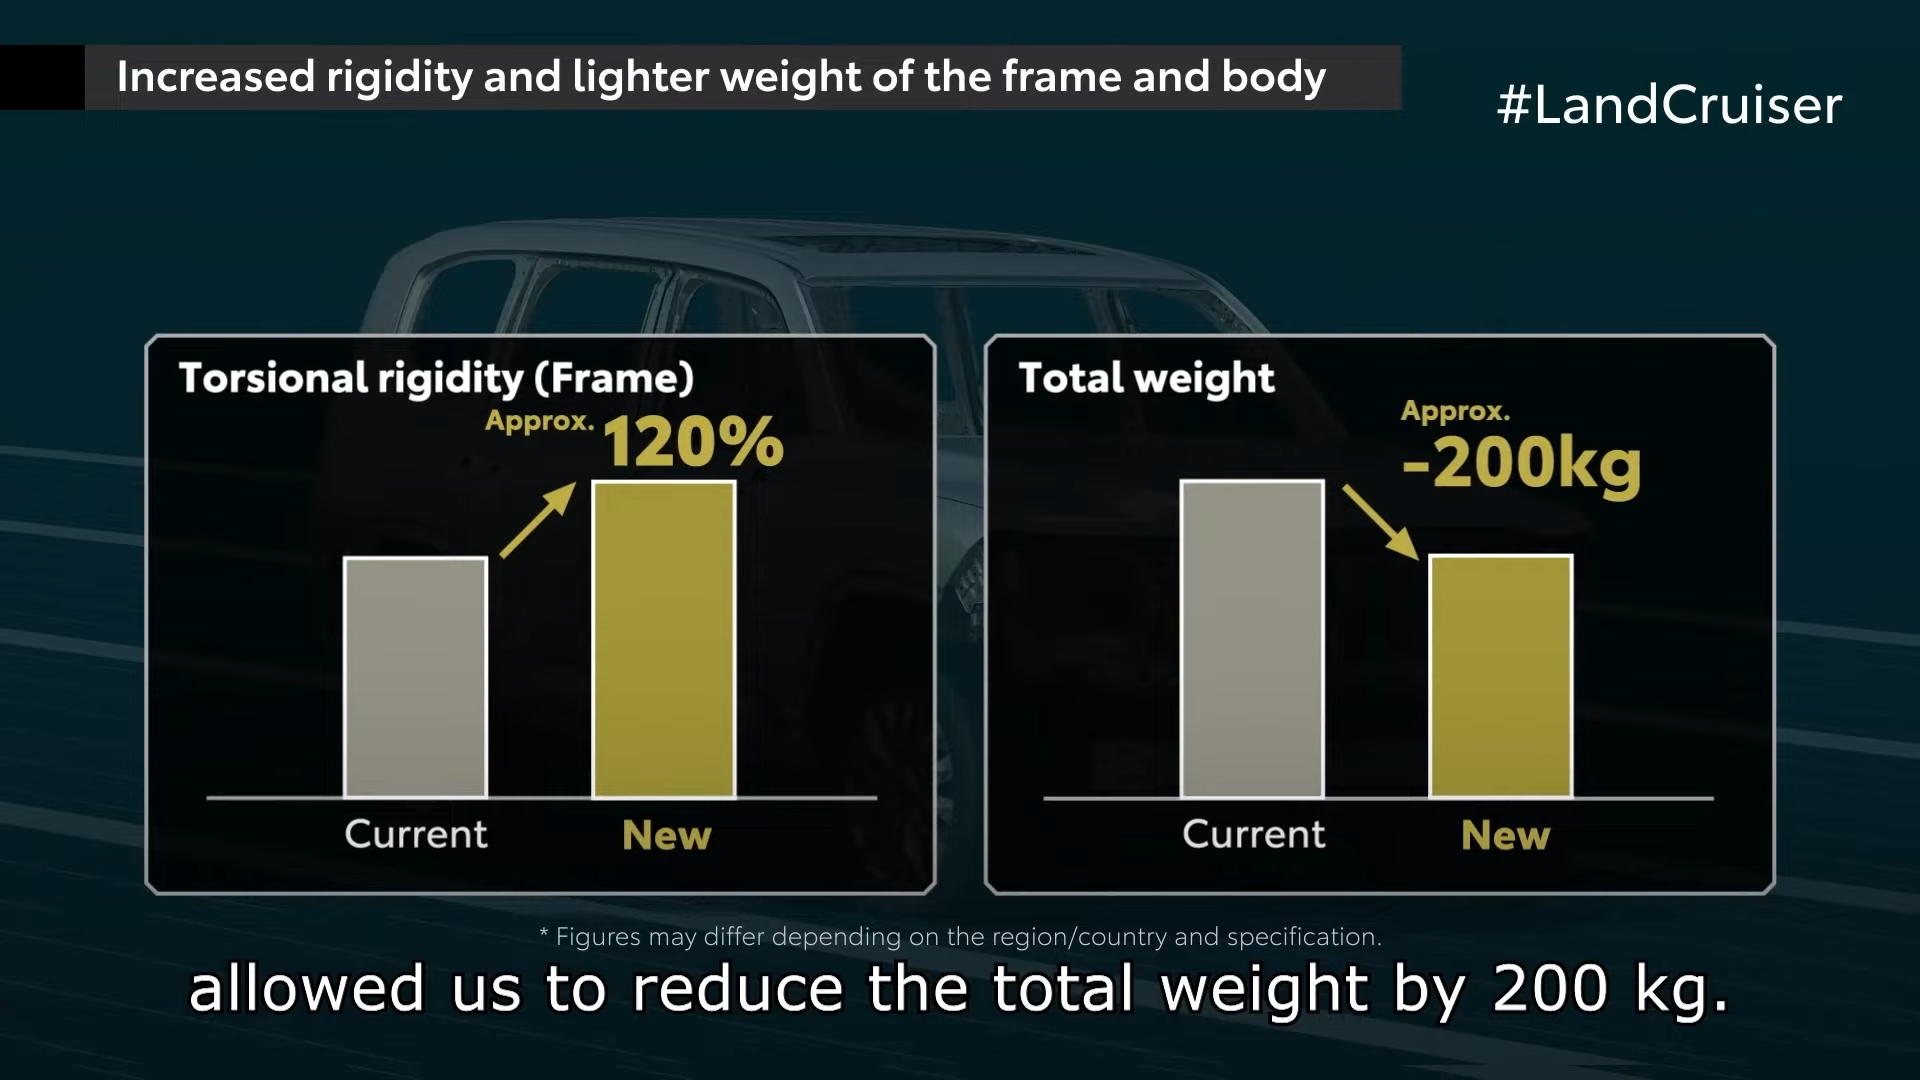 Increased rigidity and lighter weight of the frame and body
#LandCruiser
Torsional rigidity (Frame)
Approx. 120%
Current
New
Total weight
Approx.
-200kg
Current
New
* Figures may differ depending on the region/country and specification.
allowed us to reduce the total weight by 200 kg.